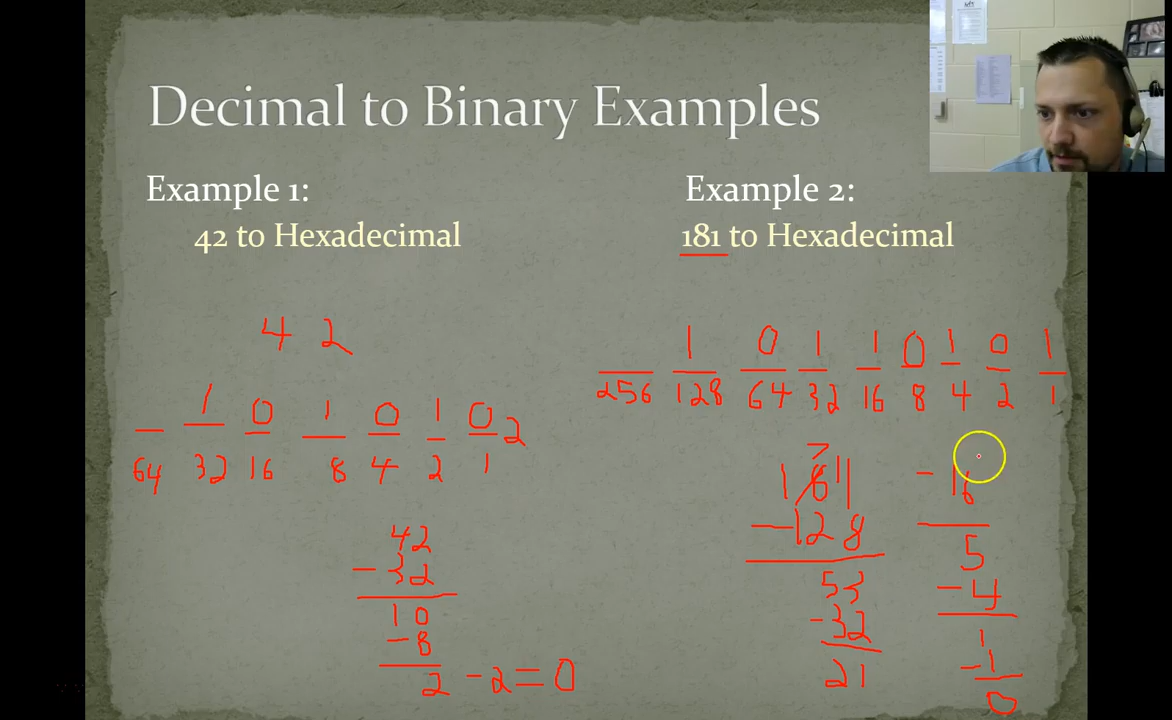 Decimal to Binary Examples
Example 1:
42 to Hexadecimal
4 2
1 0 1 0 1 0 2
64 32 16 8 4 2 1
42
-32
10
-8
2 -2=0
Example 2:
181 to Hexadecimal
1 0 1 1 0 1 0 1
256 128 64 32 16 8 4 2 1
7
1811
-128
53
-32
21
-16
5
-4
1
-1
0